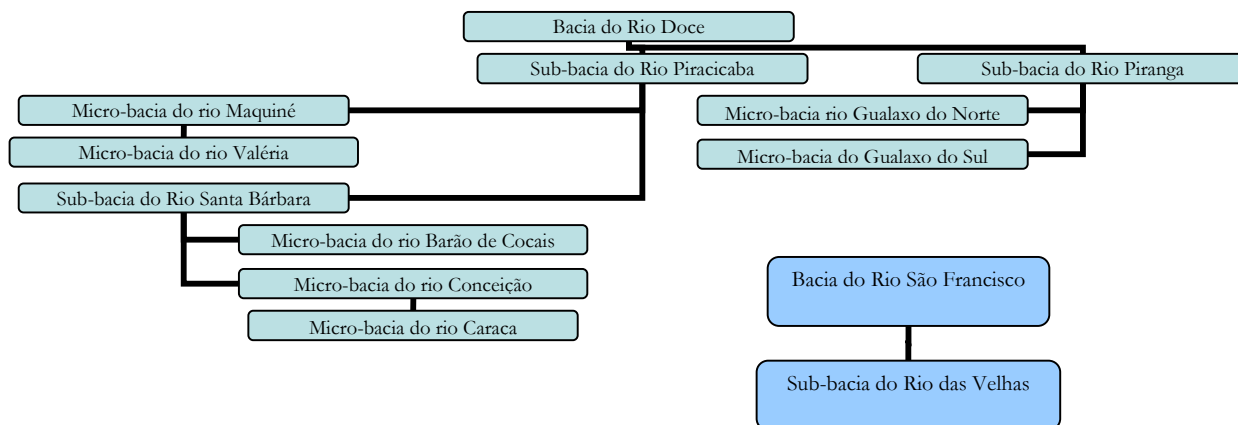 Bacia do Rio Doce
Sub-bacia do Rio Piracicaba
Sub-bacia do Rio Piranga
Micro-bacia do rio Maquiné
Micro-bacia rio Gualaxo do Norte
Micro-bacia do rio Valéria
Micro-bacia do Gualaxo do Sul
Sub-bacia do Rio Santa Bárbara
Micro-bacia do rio Barão de Cocais
Micro-bacia do rio Conceição
Micro-bacia do rio Caraca
Bacia do Rio São Francisco
Sub-bacia do Rio das Velhas